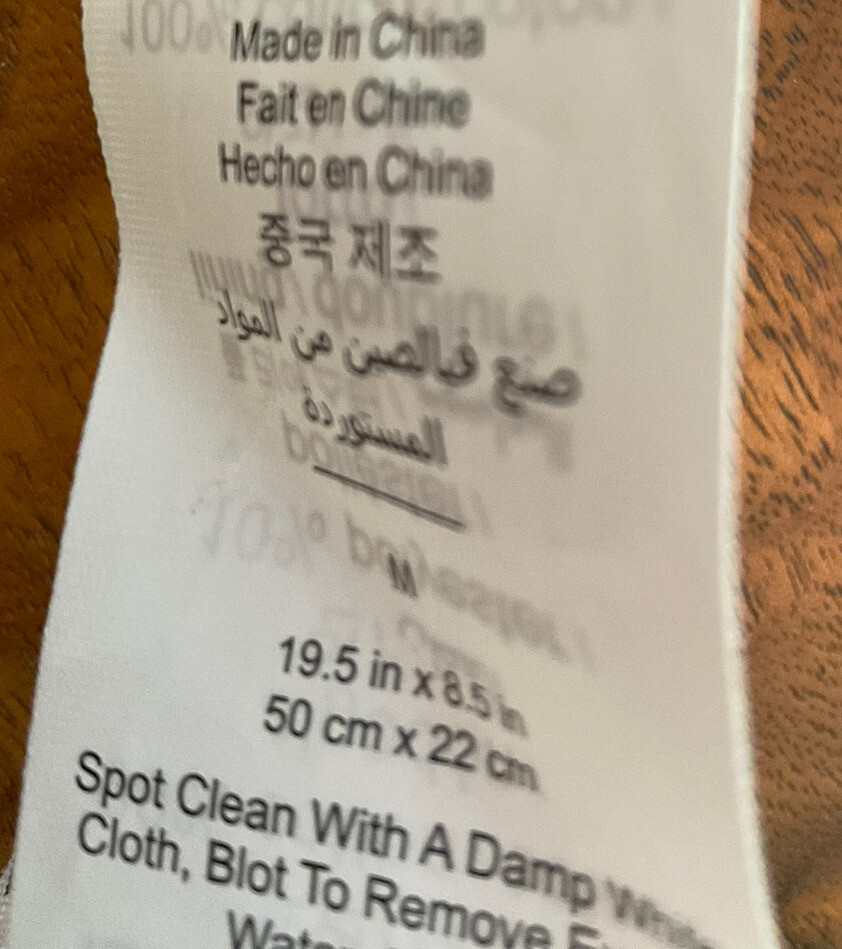 Made in China
Fait en Chine
Hecho en China
중국 제조
صنع في الصين من المواد
المستوردة
M
19.5 in x 8.5 in
50 cm x 22 cm
Spot Clean With A Damp White
Cloth, Blot To Remove